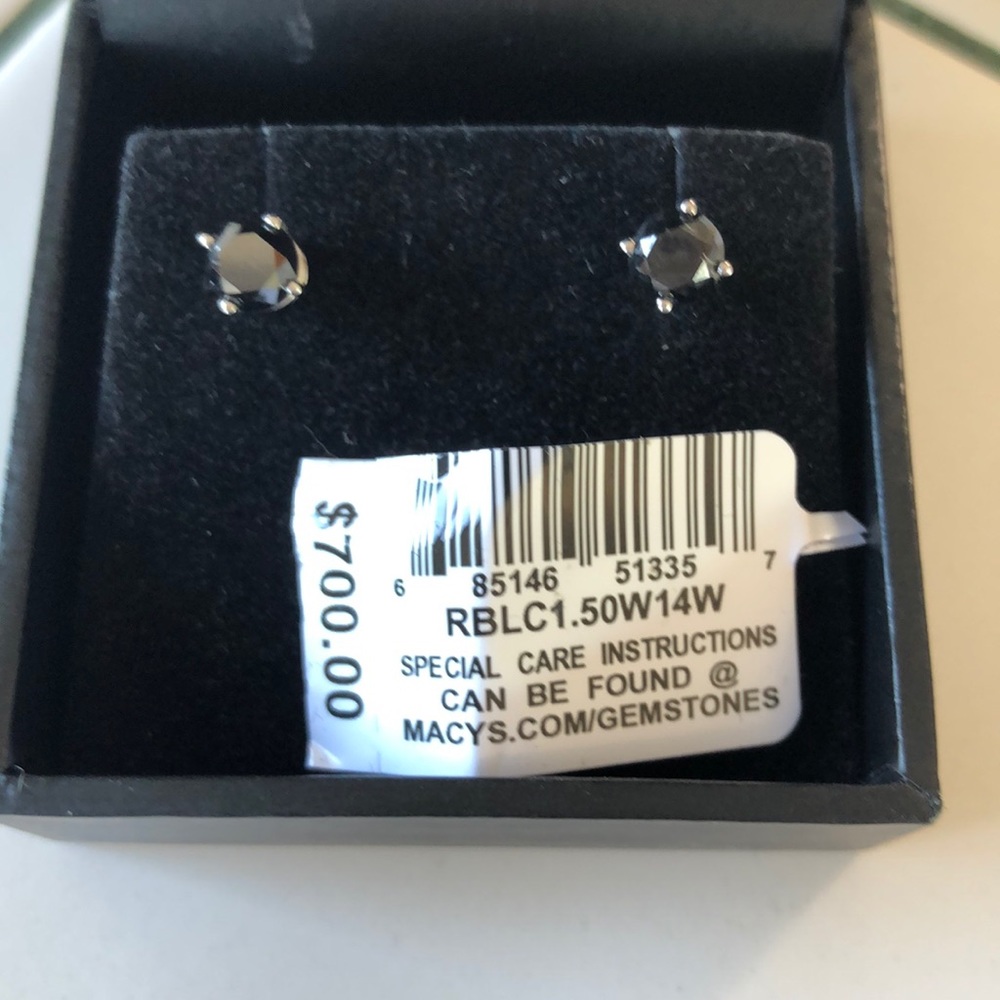 $700.00
6 85146 51335 7
RBLC1.50W14W
SPECIAL CARE INSTRUCTIONS
CAN BE FOUND @
MACYS.COM/GEMSTONES